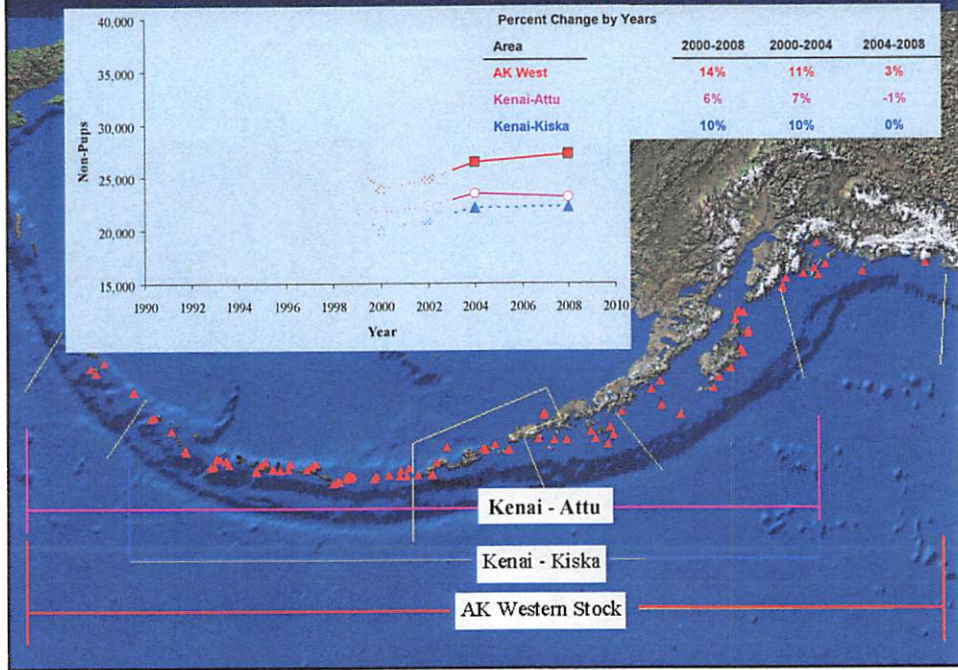 Percent Change by Years
Area 2000-2008 2000-2004 2004-2008
AK West 14% 11% 3%
Kenai-Attu 6% 7% -1%
Kenai-Kiska 10% 10% 0%
40,000
35,000
30,000
25,000
20,000
15,000
Non-Pups
1990 1992 1994 1996 1998 2000 2002 2004 2006 2008 2010
Year
Kenai - Attu
Kenai - Kiska
AK Western Stock